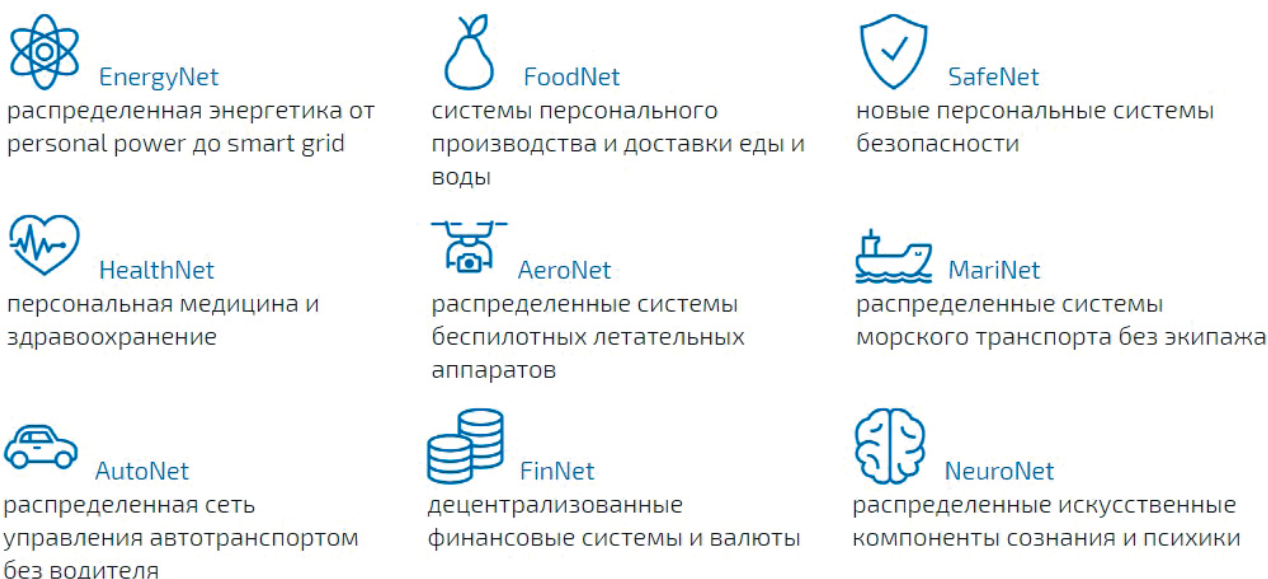 EnergyNet
распределенная энергетика от
personal power до smart grid
FoodNet
системы персонального
производства и доставки еды и
воды
SafeNet
новые персональные системы
безопасности
HealthNet
персональная медицина и
здравоохранение
AeroNet
распределенные системы
беспилотных летательных
аппаратов
MariNet
распределенные системы
морского транспорта без экипажа
AutoNet
распределенная сеть
управления автотранспортом
без водителя
FinNet
децентрализованные
финансовые системы и валюты
NeuroNet
распределенные искусственные
компоненты сознания и психики